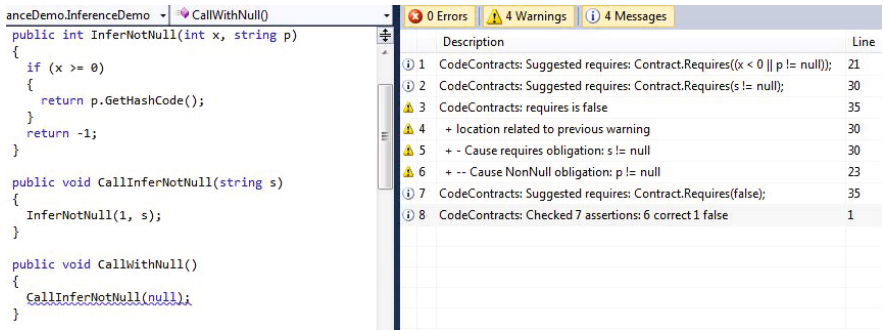 anceDemo.InferenceDemo CallWithNull()
public int InferNotNull(int x, string p)
{
if (x >= 0)
{
return p.GetHashCode();
}
return -1;
}
public void CallInferNotNull(string s)
{
InferNotNull(1, s);
}
public void CallWithNull()
{
CallInferNotNull(null);
}
0 Errors 4 Warnings 4 Messages
Description Line
1 CodeContracts: Suggested requires: Contract.Requires((x < 0 || p != null)); 21
2 CodeContracts: Suggested requires: Contract.Requires(s != null); 30
3 CodeContracts: requires is false 35
4 + location related to previous warning 30
5 + - Cause requires obligation: s != null 30
6 + -- Cause NonNull obligation: p != null 23
7 CodeContracts: Suggested requires: Contract.Requires(false); 35
8 CodeContracts: Checked 7 assertions: 6 correct 1 false 1